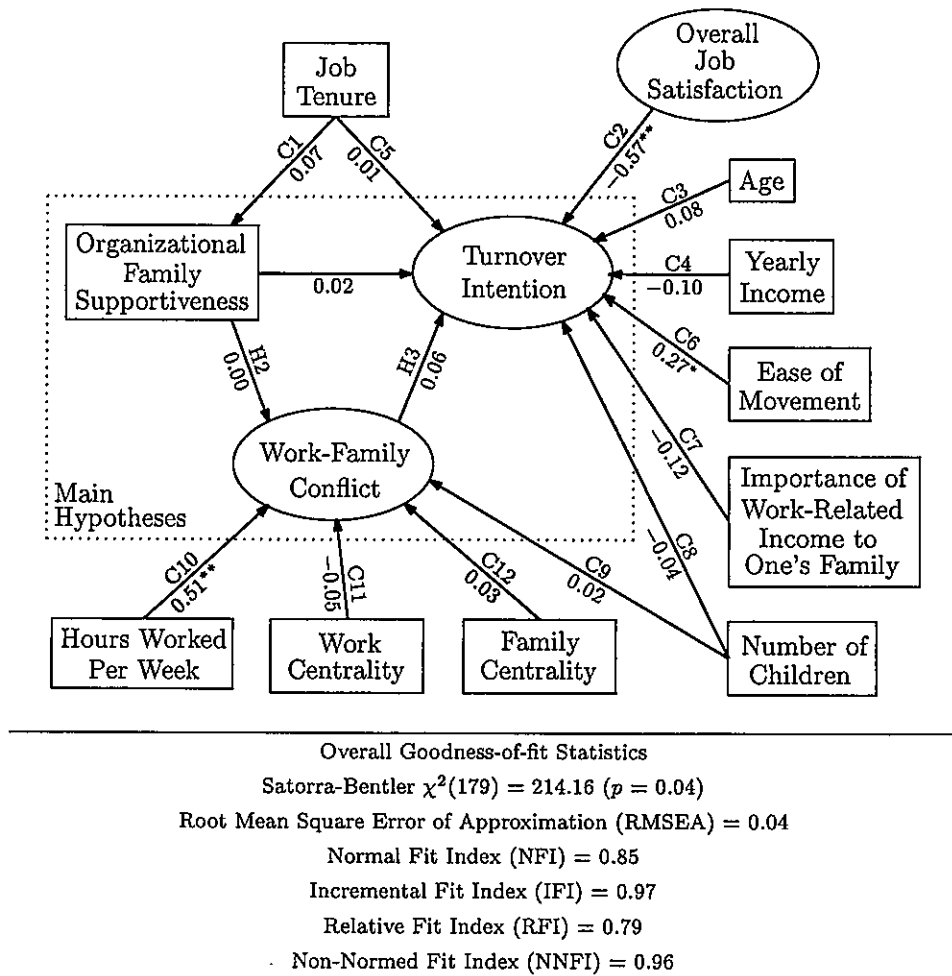 Overall
Job
Satisfaction
Job
Tenure
C1
0.07
C5
0.01
C2
−0.57**
C3
0.08
Age
Organizational
Family
Supportiveness
0.02
Turnover
Intention
C4
−0.10
Yearly
Income
H2
0.00
H3
0.06
C6
0.27*
Ease of
Movement
Work-Family
Conflict
C7
−0.12
Importance of
Work-Related
Income to
One's Family
Main
Hypotheses
C8
−0.04
C10
0.51**
C11
−0.05
C12
0.03
C9
0.02
Hours Worked
Per Week
Work
Centrality
Family
Centrality
Number of
Children
Overall Goodness-of-fit Statistics
Satorra-Bentler χ²(179) = 214.16 (p = 0.04)
Root Mean Square Error of Approximation (RMSEA) = 0.04
Normal Fit Index (NFI) = 0.85
Incremental Fit Index (IFI) = 0.97
Relative Fit Index (RFI) = 0.79
Non-Normed Fit Index (NNFI) = 0.96